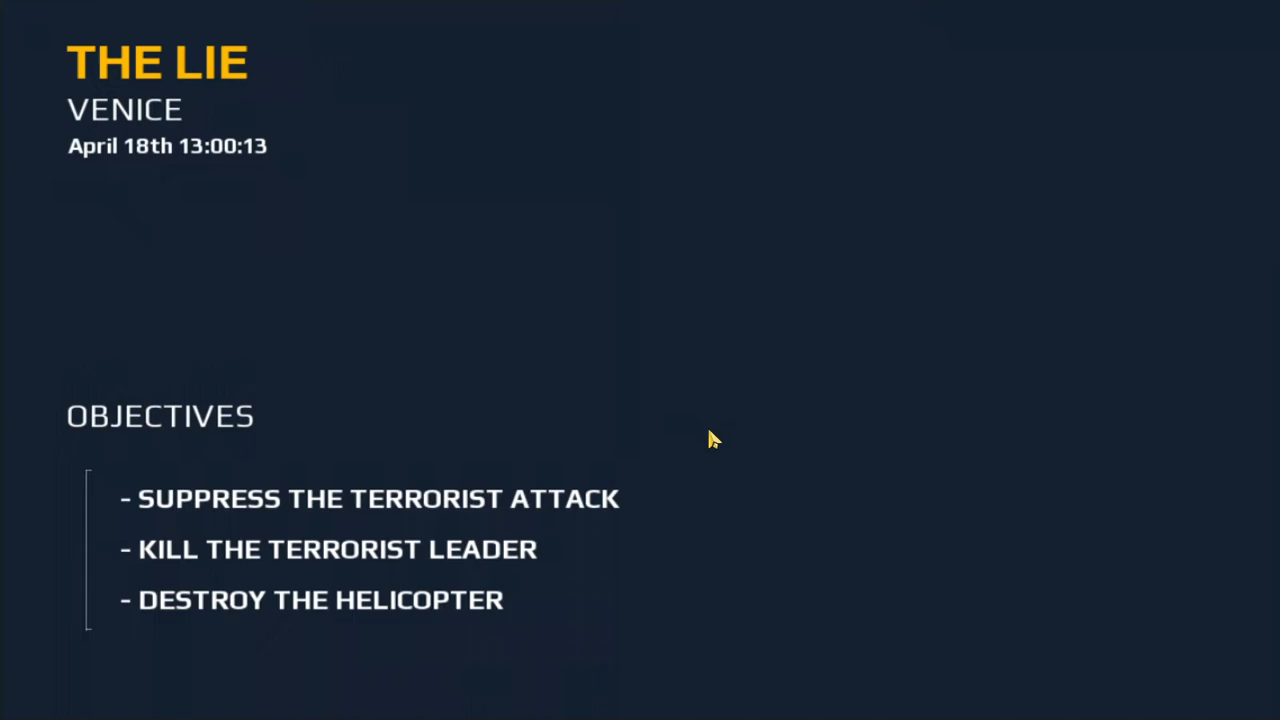 THE LIE
VENICE
April 18th 13:00:13
OBJECTIVES
- SUPPRESS THE TERRORIST ATTACK
- KILL THE TERRORIST LEADER
- DESTROY THE HELICOPTER